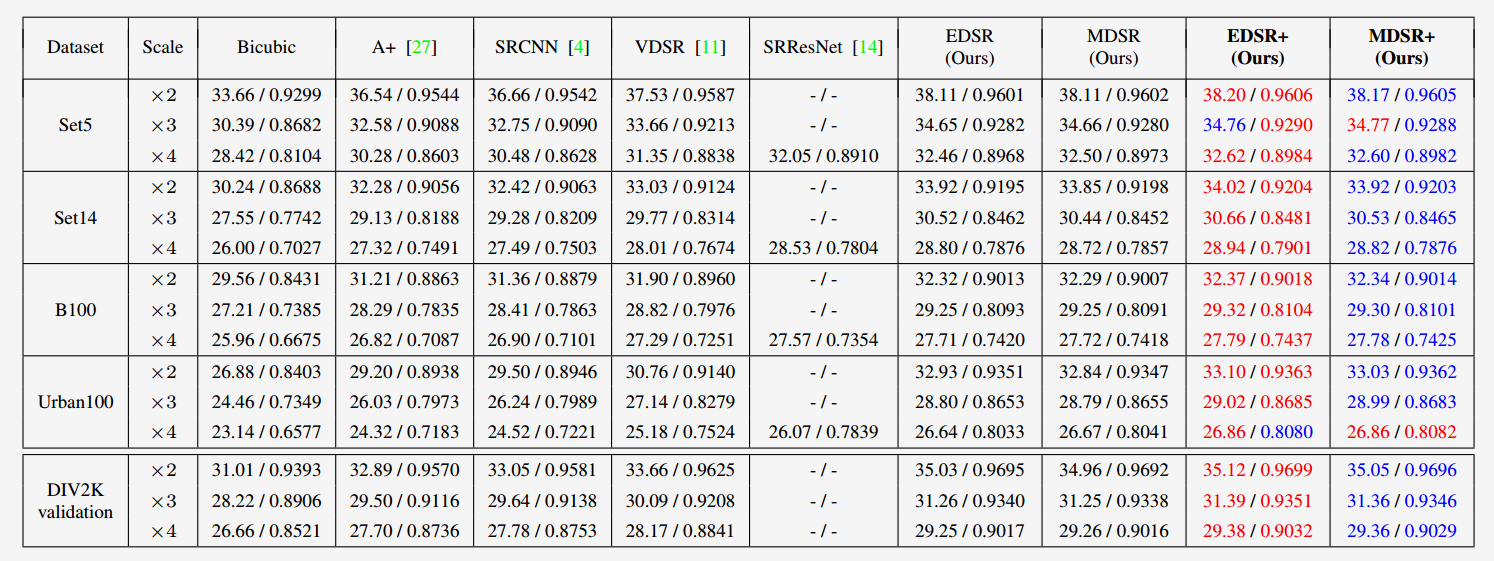 Dataset Scale Bicubic A+ [27] SRCNN [4] VDSR [11] SRResNet [14] EDSR (Ours) MDSR (Ours) EDSR+ (Ours) MDSR+ (Ours)
Set5 ×2 33.66 / 0.9299 36.54 / 0.9544 36.66 / 0.9542 37.53 / 0.9587 - / - 38.11 / 0.9601 38.11 / 0.9602 38.20 / 0.9606 38.17 / 0.9605
×3 30.39 / 0.8682 32.58 / 0.9088 32.75 / 0.9090 33.66 / 0.9213 - / - 34.65 / 0.9282 34.66 / 0.9280 34.76 / 0.9290 34.77 / 0.9288
×4 28.42 / 0.8104 30.28 / 0.8603 30.48 / 0.8628 31.35 / 0.8838 32.05 / 0.8910 32.46 / 0.8968 32.50 / 0.8973 32.62 / 0.8984 32.60 / 0.8982
Set14 ×2 30.24 / 0.8688 32.28 / 0.9056 32.42 / 0.9063 33.03 / 0.9124 - / - 33.92 / 0.9195 33.85 / 0.9198 34.02 / 0.9204 33.92 / 0.9203
×3 27.55 / 0.7742 29.13 / 0.8188 29.28 / 0.8209 29.77 / 0.8314 - / - 30.52 / 0.8462 30.44 / 0.8452 30.66 / 0.8481 30.53 / 0.8465
×4 26.00 / 0.7027 27.32 / 0.7491 27.49 / 0.7503 28.01 / 0.7674 28.53 / 0.7804 28.80 / 0.7876 28.72 / 0.7857 28.94 / 0.7901 28.82 / 0.7876
B100 ×2 29.56 / 0.8431 31.21 / 0.8863 31.36 / 0.8879 31.90 / 0.8960 - / - 32.32 / 0.9013 32.29 / 0.9007 32.37 / 0.9018 32.34 / 0.9014
×3 27.21 / 0.7385 28.29 / 0.7835 28.41 / 0.7863 28.82 / 0.7976 - / - 29.25 / 0.8093 29.25 / 0.8091 29.32 / 0.8104 29.30 / 0.8101
×4 25.96 / 0.6675 26.82 / 0.7087 26.90 / 0.7101 27.29 / 0.7251 27.57 / 0.7354 27.71 / 0.7420 27.72 / 0.7418 27.79 / 0.7437 27.78 / 0.7425
Urban100 ×2 26.88 / 0.8403 29.20 / 0.8938 29.50 / 0.8946 30.76 / 0.9140 - / - 32.93 / 0.9351 32.84 / 0.9347 33.10 / 0.9363 33.03 / 0.9362
×3 24.46 / 0.7349 26.03 / 0.7973 26.24 / 0.7989 27.14 / 0.8279 - / - 28.80 / 0.8653 28.79 / 0.8655 29.02 / 0.8685 28.99 / 0.8683
×4 23.14 / 0.6577 24.32 / 0.7183 24.52 / 0.7221 25.18 / 0.7524 26.07 / 0.7839 26.64 / 0.8033 26.67 / 0.8041 26.86 / 0.8080 26.86 / 0.8082
DIV2K validation ×2 31.01 / 0.9393 32.89 / 0.9570 33.05 / 0.9581 33.66 / 0.9625 - / - 35.03 / 0.9695 34.96 / 0.9692 35.12 / 0.9699 35.05 / 0.9696
×3 28.22 / 0.8906 29.50 / 0.9116 29.64 / 0.9138 30.09 / 0.9208 - / - 31.26 / 0.9340 31.25 / 0.9338 31.39 / 0.9351 31.36 / 0.9346
×4 26.66 / 0.8521 27.70 / 0.8736 27.78 / 0.8753 28.17 / 0.8841 - / - 29.25 / 0.9017 29.26 / 0.9016 29.38 / 0.9032 29.36 / 0.9029